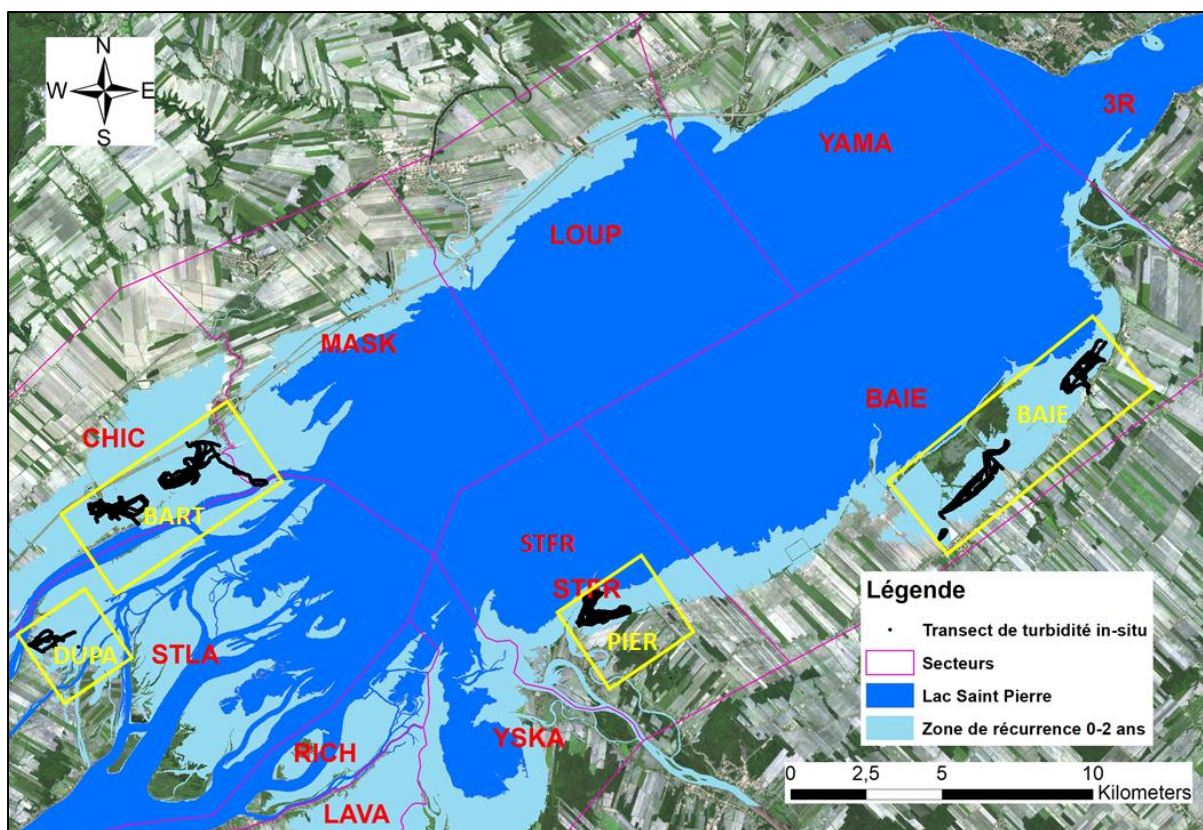 N
W E
S
3R
YAMA
LOUP
MASK
BAIE
BAIE
CHIC
BART
STFR
STFR
PIER
DUPA
STLA
RICH
YSKA
LAVA
Légende
Transect de turbidité in-situ
Secteurs
Lac Saint Pierre
Zone de récurrence 0-2 ans
0 2,5 5 10
Kilometers